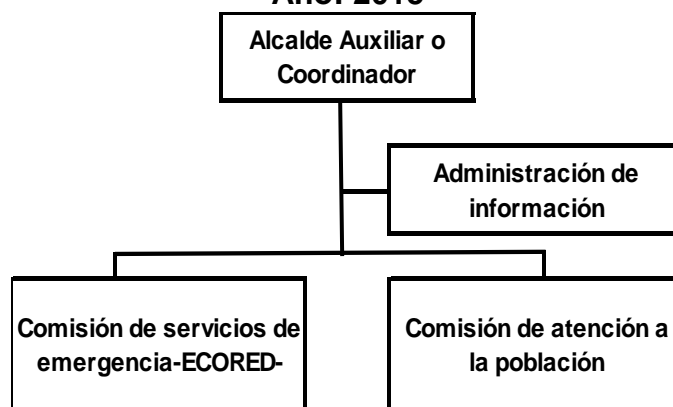 Alcalde Auxiliar o
Coordinador
Administración de
información
Comisión de servicios de
emergencia-ECORED-
Comisión de atención a
la población